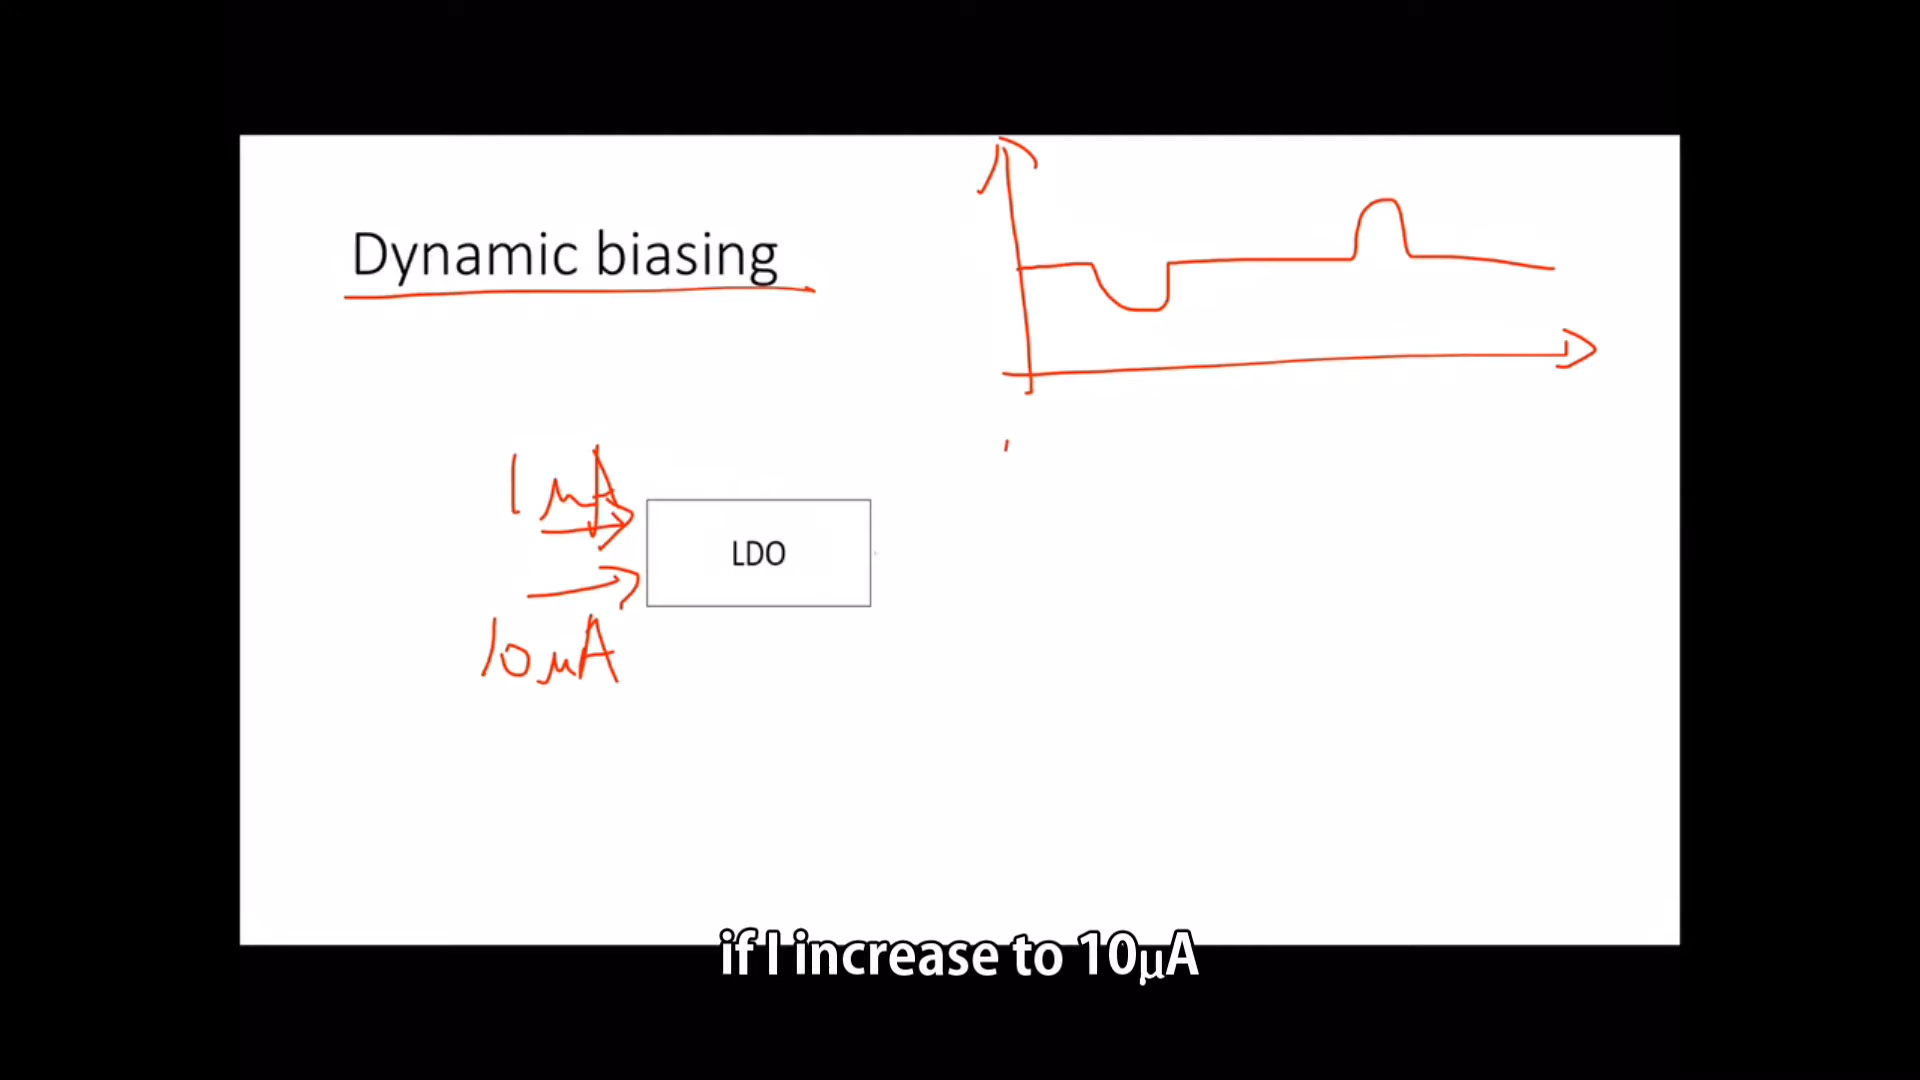 Dynamic biasing
1μA
LDO
10μA
if I increase to 10μA